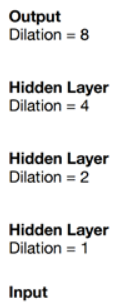 Output
Dilation = 8
Hidden Layer
Dilation = 4
Hidden Layer
Dilation = 2
Hidden Layer
Dilation = 1
Input